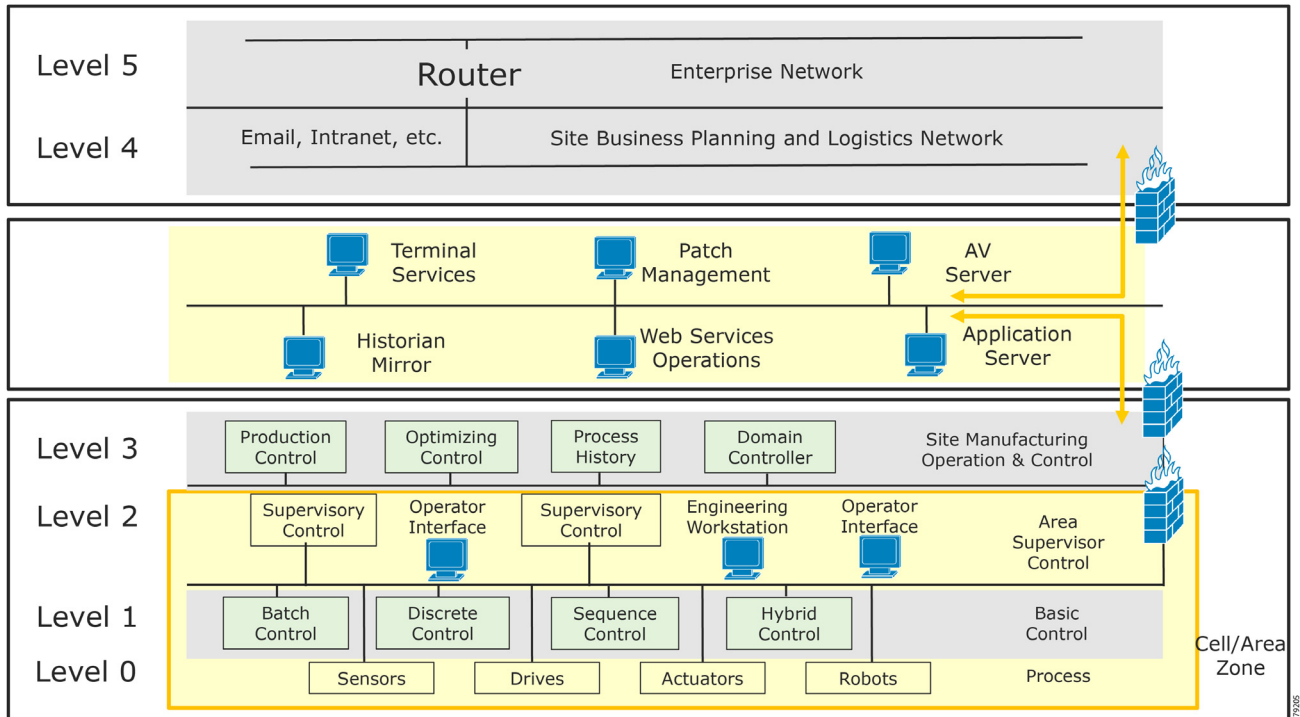 Level 5
Router
Enterprise Network
Level 4
Email, Intranet, etc.
Site Business Planning and Logistics Network
Terminal
Services
Patch
Management
AV
Server
Historian
Mirror
Web Services
Operations
Application
Server
Level 3
Production
Control
Optimizing
Control
Process
History
Domain
Controller
Site Manufacturing
Operation & Control
Level 2
Supervisory
Control
Operator
Interface
Supervisory
Control
Engineering
Workstation
Operator
Interface
Area
Supervisor
Control
Level 1
Batch
Control
Discrete
Control
Sequence
Control
Hybrid
Control
Basic
Control
Level 0
Sensors
Drives
Actuators
Robots
Process
Cell/Area
Zone
79205